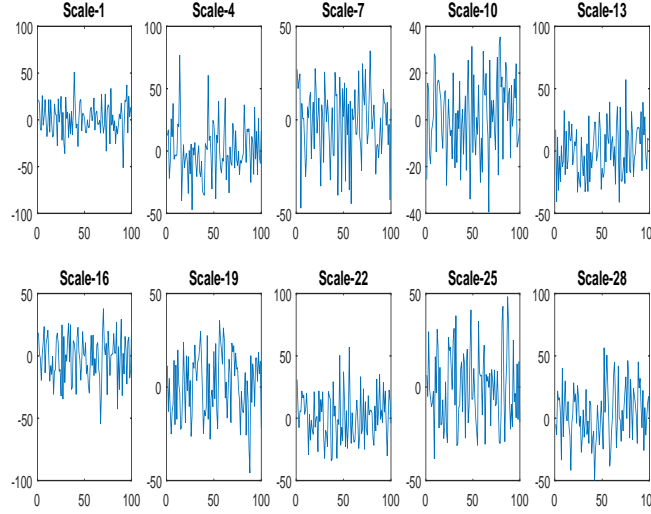 Scale-1 Scale-4 Scale-7 Scale-10 Scale-13
100 100 50 40 100
50 50 20 50
0 0 0 0 0
-50 -20
-100 -50 -50 -40 -50
0 50 100 0 50 100 0 50 100 0 50 100 0 50 100
Scale-16 Scale-19 Scale-22 Scale-25 Scale-28
50 50 100 50 100
0 50 50
-50 0 0 0 0
-100 -50 -50 -50 -50
0 50 100 0 50 100 0 50 100 0 50 100 0 50 100